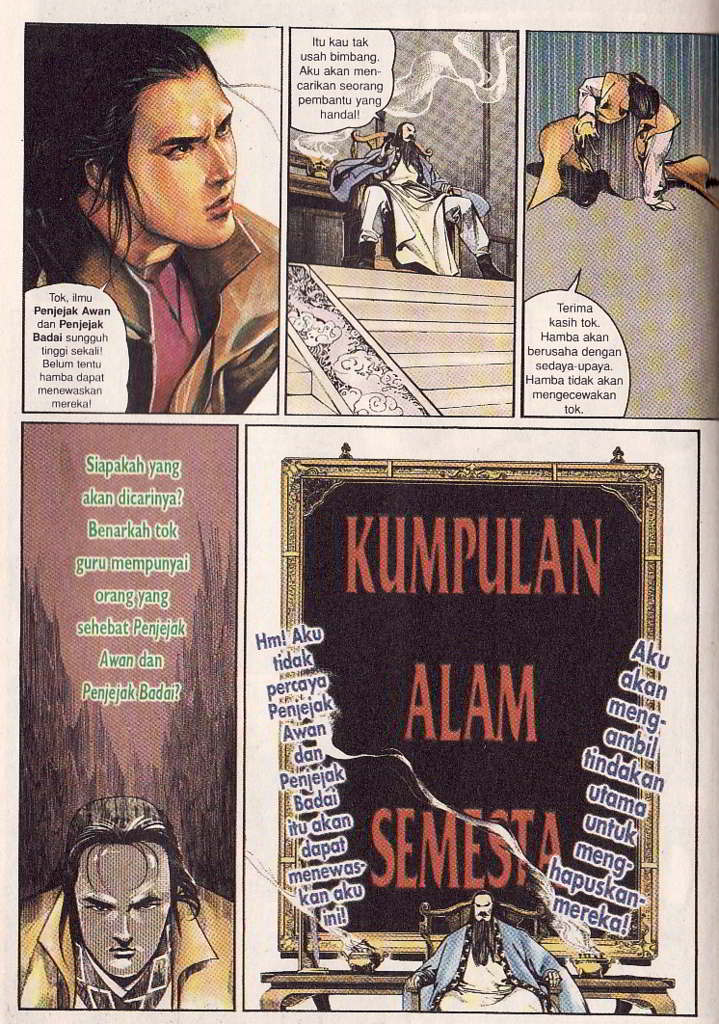 Tok, ilmu
Penjejak Awan
dan Penjejak
Badai sungguh
tinggi sekali!
Belum tentu
hamba dapat
menewaskan
mereka!
Itu kau tak
usah bimbang.
Aku akan men-
carikan seorang
pembantu yang
handal!
Terima
kasih tok.
Hamba akan
berusaha dengan
sedaya-upaya.
Hamba tidak akan
mengecewakan
tok.
Siapakah yang
akan dicarinya?
Benarkah tok
guru mempunyai
orang yang
sehebat Penjejak
Awan dan
Penjejak Badai?
KUMPULAN
ALAM
SEMESTA
Hm! Aku
tidak
percaya
Penjejak
Awan
dan
Penjejak
Badai
itu akan
dapat
menewas-
kan aku
ini!
Aku
akan
meng-
ambil
tindakan
utama
untuk
meng-
hapuskan-
mereka!